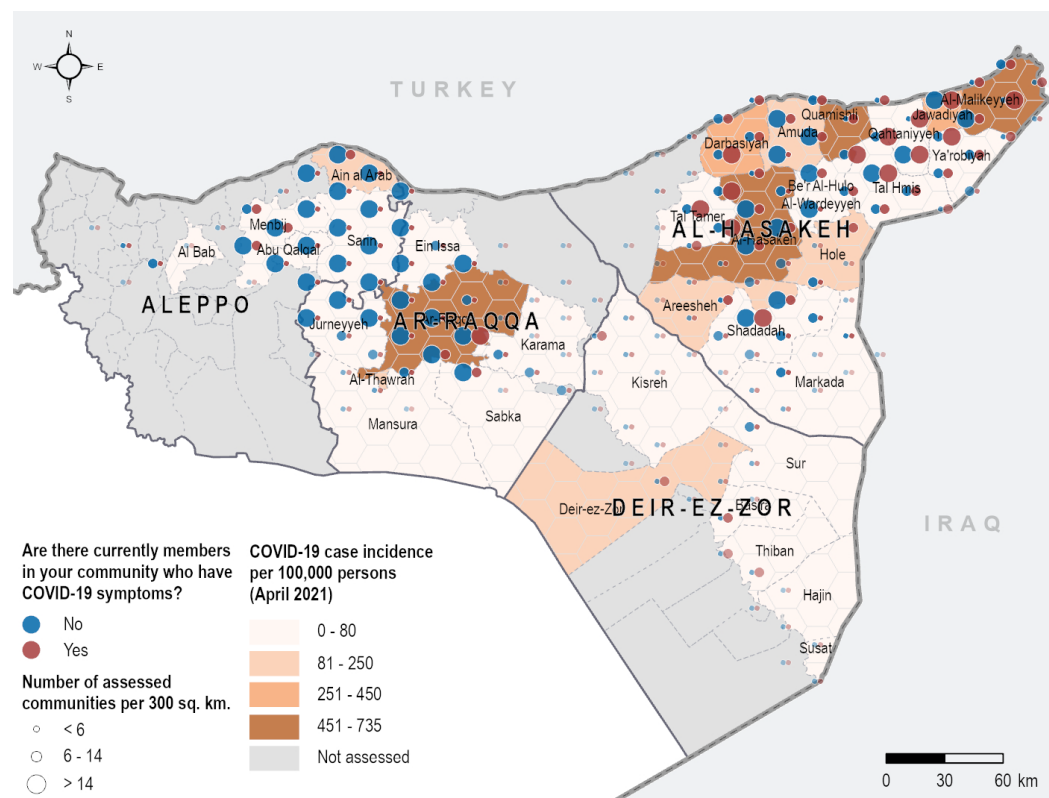 N
W
E
S
TURKEY
Al-Malikeyyeh
Quamishli
Jawadiyah
Amuda
Qahtaniyyeh
Darbasiyah
Ya'robiyah
Ain al Arab
Be'r Al-Hulo
Tal Hmis
Al-Wardeyyeh
Tal Tamer
Menbij
AL-HASAKEH
Al-Hasakeh
Sarin
Ein Issa
Abu Qalqal
Al Bab
Hole
ALEPPO
Areesheh
Jurneyyeh
AR-RAQQA
Shadadah
Karama
Al-Thawrah
Kisreh
Markada
Mansura
Sabka
Sur
Deir-ez-Zor
DEIR-EZ-ZOR
Basira
IRAQ
Thiban
Hajin
Susat
Are there currently members
in your community who have
COVID-19 symptoms?
No
Yes
Number of assessed
communities per 300 sq. km.
< 6
6 - 14
> 14
COVID-19 case incidence
per 100,000 persons
(April 2021)
0 - 80
81 - 250
251 - 450
451 - 735
Not assessed
0 30 60 km